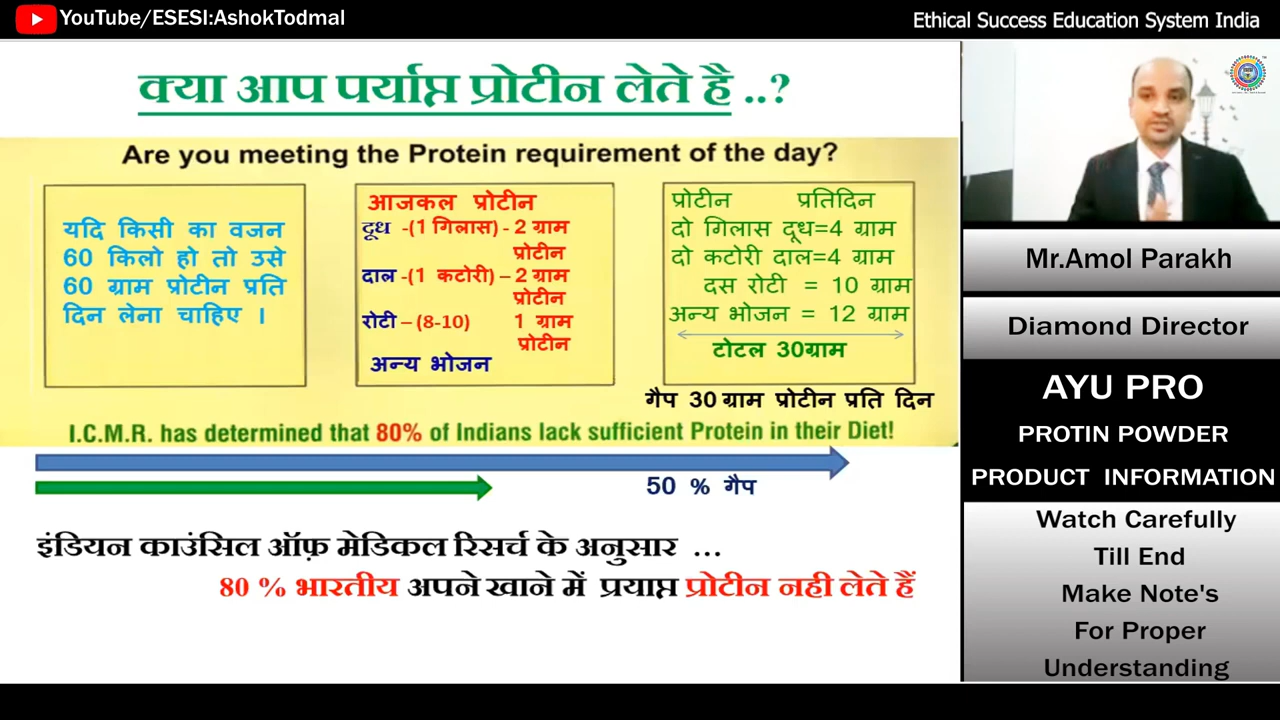 YouTube/ESESI:AshokTodmal
Ethical Success Education System India
क्या आप पर्याप्त प्रोटीन लेते है ..?
Are you meeting the Protein requirement of the day?
यदि किसी का वजन
60 किलो हो तो उसे
60 ग्राम प्रोटीन प्रति
दिन लेना चाहिए ।
आजकल प्रोटीन
दूध -(1 गिलास) - 2 ग्राम
प्रोटीन
दाल -(1 कटोरी) – 2 ग्राम
प्रोटीन
रोटी – (8-10) 1 ग्राम
प्रोटीन
अन्य भोजन
प्रोटीन प्रतिदिन
दो गिलास दूध=4 ग्राम
दो कटोरी दाल=4 ग्राम
दस रोटी = 10 ग्राम
अन्य भोजन = 12 ग्राम
टोटल 30ग्राम
गैप 30 ग्राम प्रोटीन प्रति दिन
I.C.M.R. has determined that 80% of Indians lack sufficient Protein in their Diet!
50 % गैप
इंडियन काउंसिल ऑफ़ मेडिकल रिसर्च के अनुसार ...
80 % भारतीय अपने खाने में प्रयाप्त प्रोटीन नही लेते हैं
Mr.Amol Parakh
Diamond Director
AYU PRO
PROTIN POWDER
PRODUCT INFORMATION
Watch Carefully
Till End
Make Note's
For Proper
Understanding